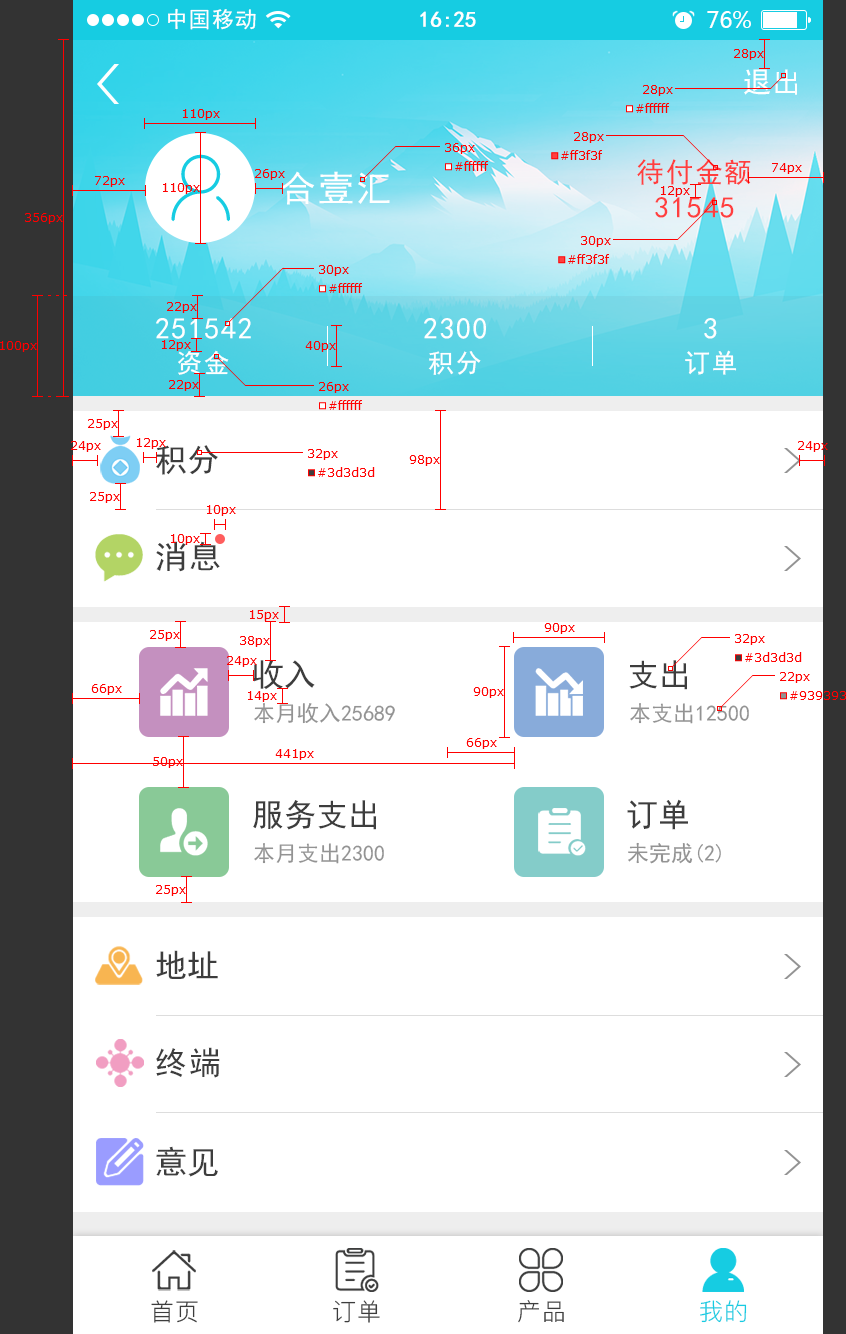 中国移动 16:25 76%
28px
退出
28px
#ffffff
110px
28px
#ff3f3f
36px
#ffffff
待付金额
74px
72px
110px
26px
合壹汇
12px
31545
356px
30px
#ff3f3f
30px
#ffffff
22px
251542
2300
3
100px
12px
40px
资金
积分
订单
22px
26px
#ffffff
25px
24px
12px
积分
32px
#3d3d3d
98px
24px
25px
10px
10px
消息
15px
25px
38px
90px
32px
#3d3d3d
24px
收入
支出
66px
14px
90px
22px
#939393
本月收入25689
本支出12500
66px
50px
441px
服务支出
订单
本月支出2300
未完成(2)
25px
地址
终端
意见
首页
订单
产品
我的